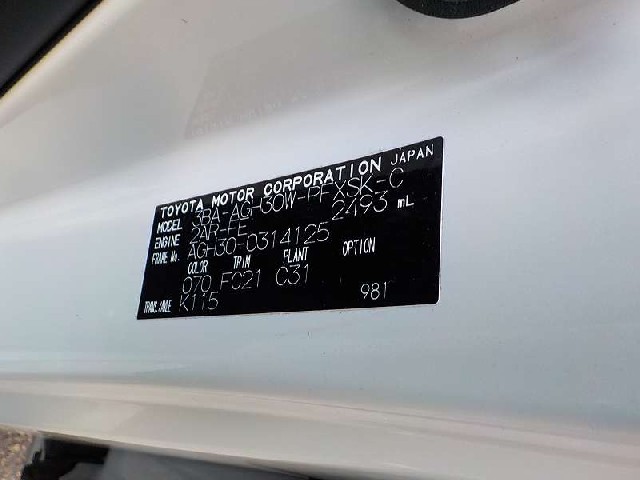 TOYOTA MOTOR CORPORATION JAPAN
MODEL 3BA-AGH30W-PFXSK-C
ENGINE 2AR-FE 2493 mL
FRAME No. AGH30-0314125
COLOR TRIM PLANT OPTION
070 FC21 C31
TRANS./AXLE K115 981